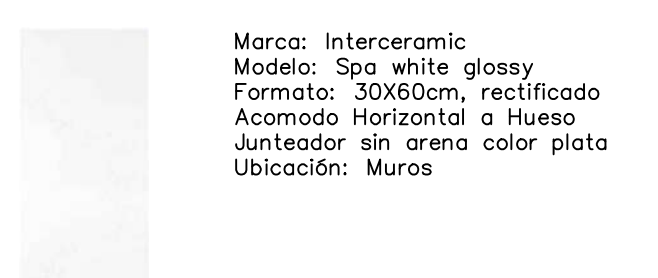 Marca: Interceramic
Modelo: Spa white glossy
Formato: 30X60cm, rectificado
Acomodo Horizontal a Hueso
Junteador sin arena color plata
Ubicación: Muros